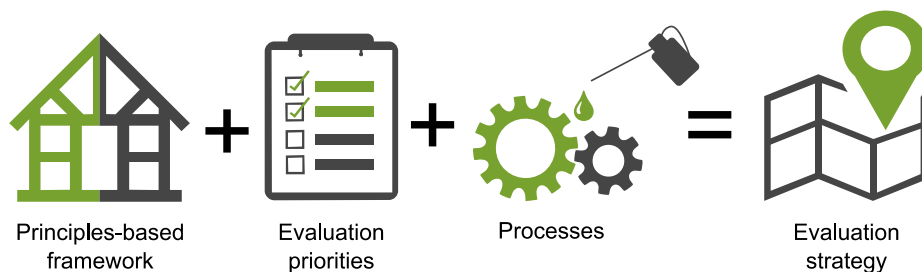 + + =
Principles-based
framework
Evaluation
priorities
Processes
Evaluation
strategy